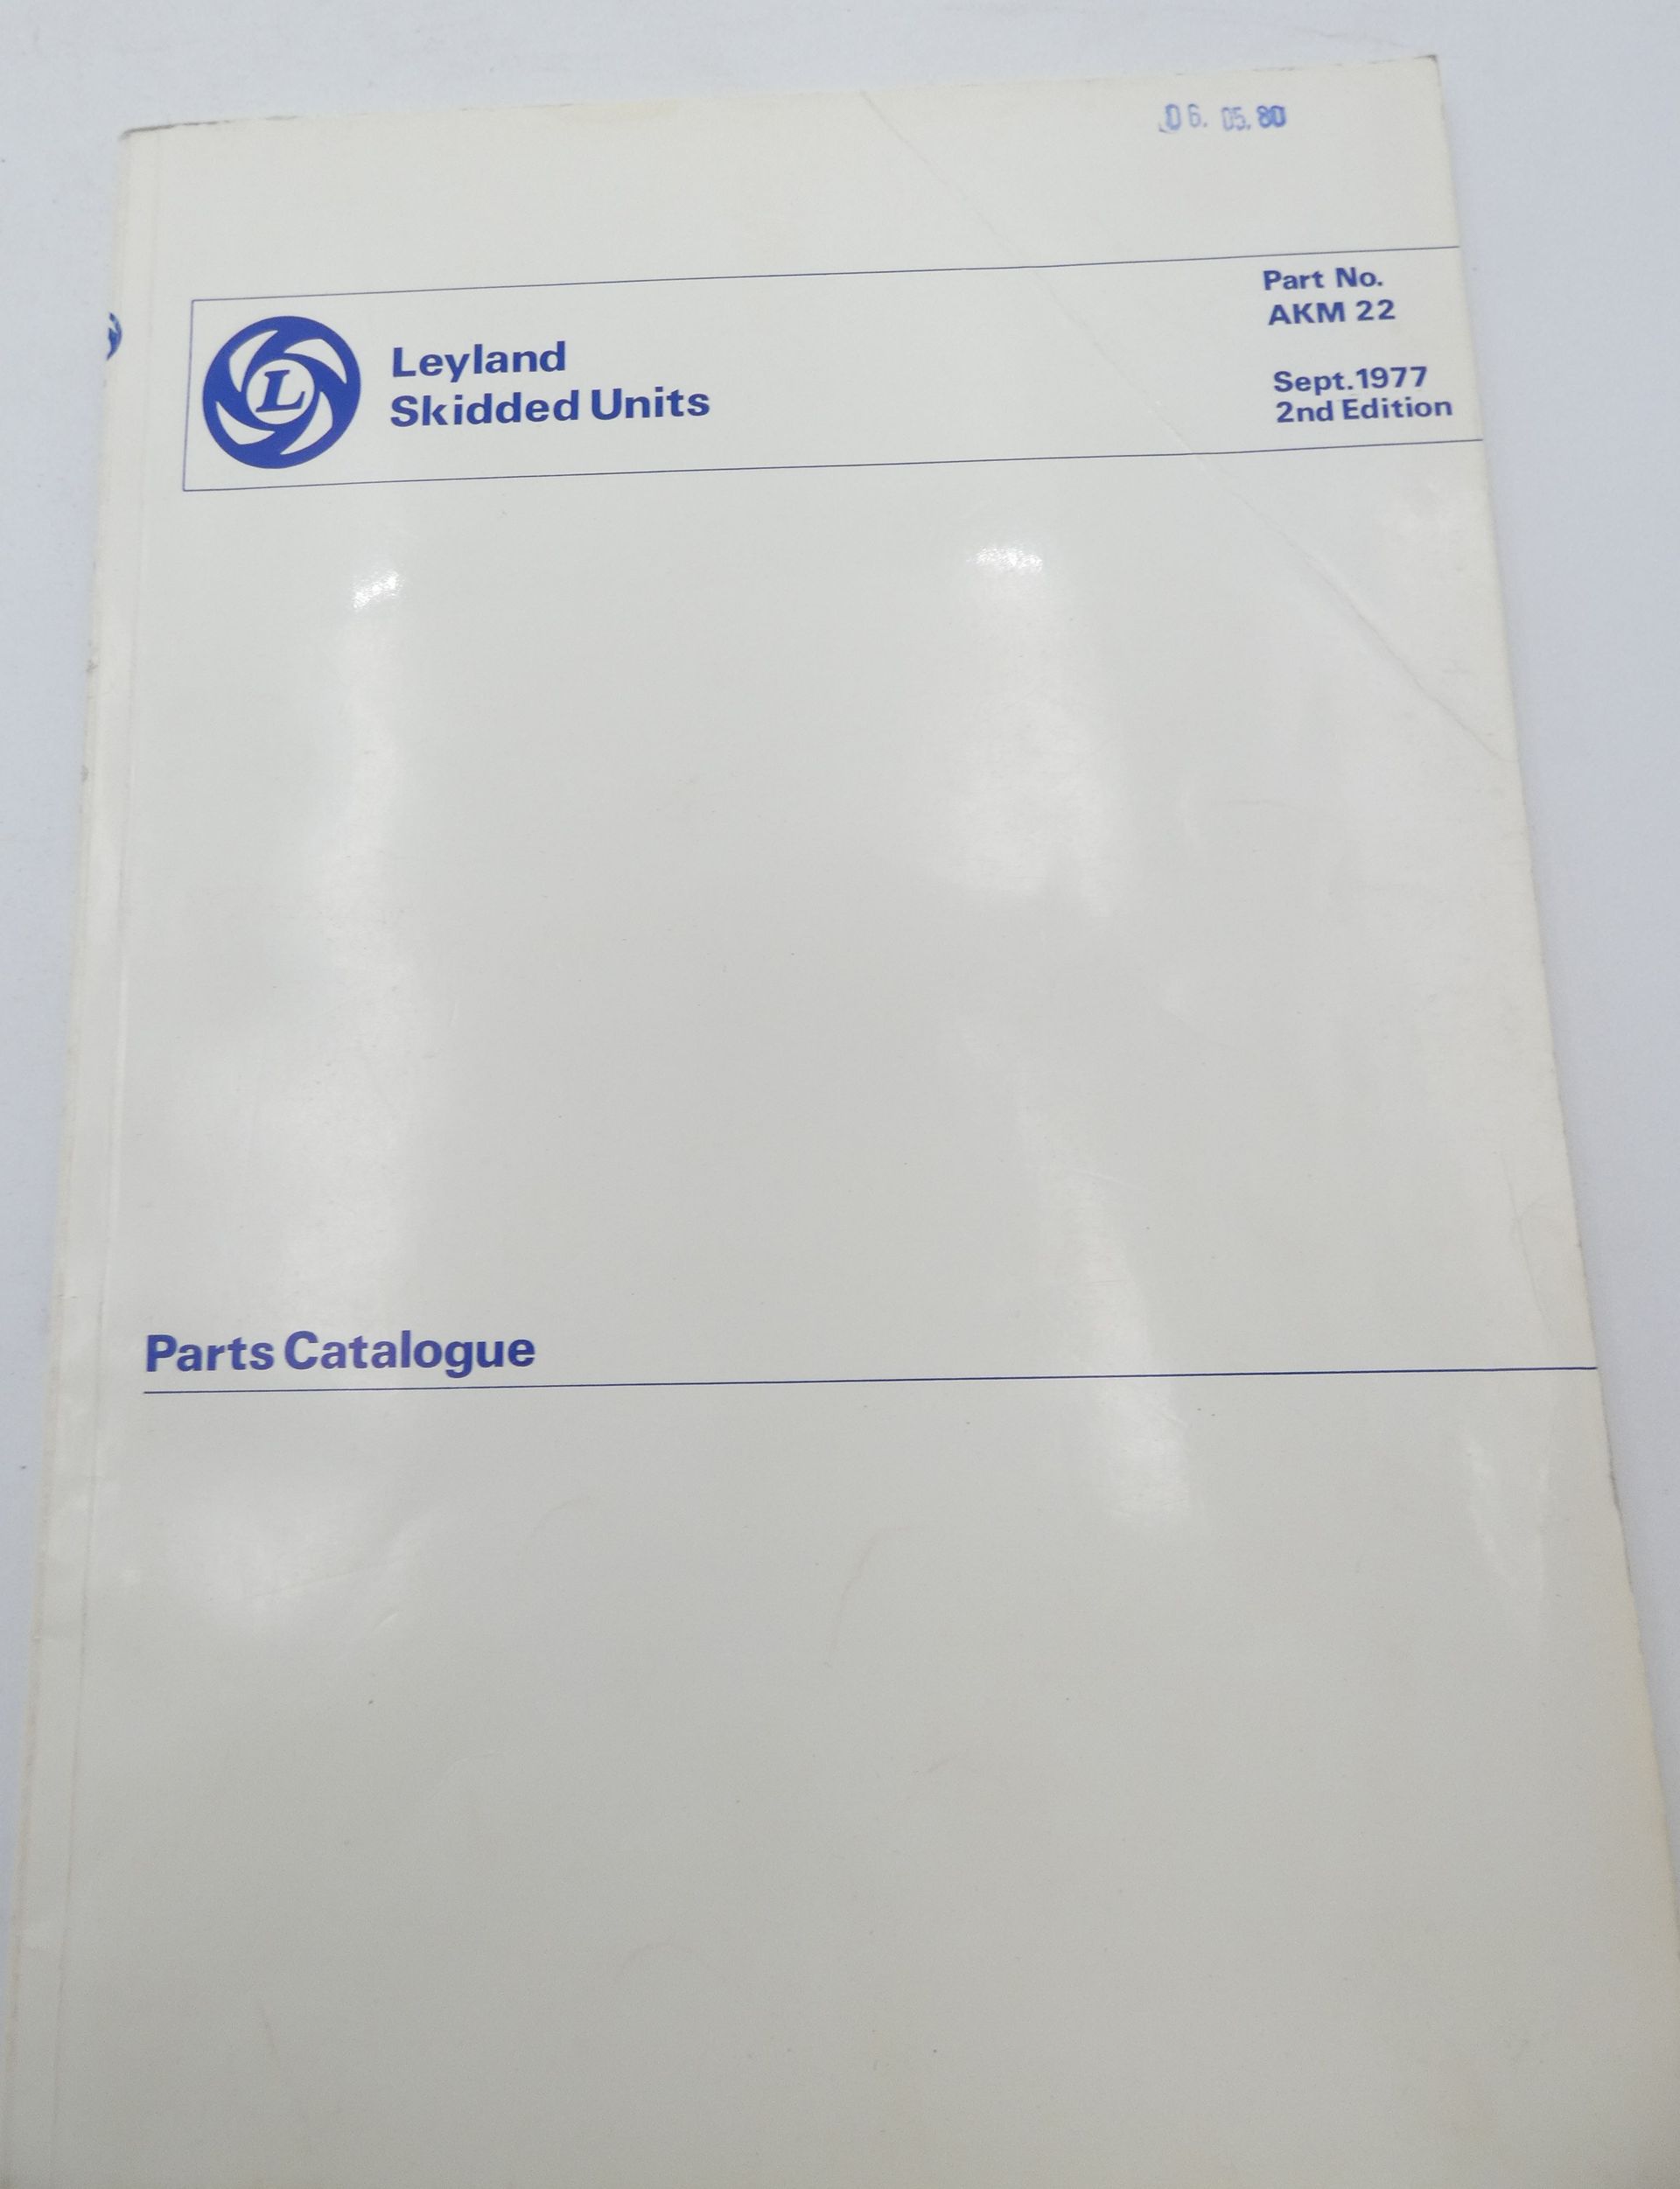 06. 05. 80
Part No.
AKM 22
L
Leyland
Skidded Units
Sept. 1977
2nd Edition
Parts Catalogue